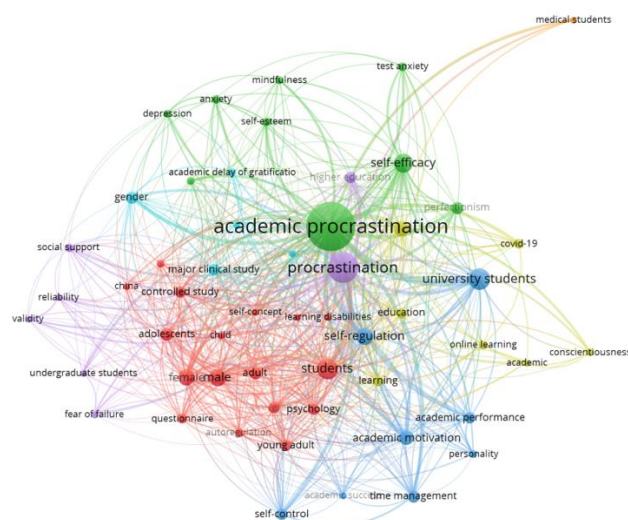 medical students
test anxiety
mindfulness
anxiety
depression
self-esteem
self-efficacy
academic delay of gratificatio
higher education
gender
perfectionism
academic procrastination
covid-19
social support
major clinical study
procrastination
university students
china
controlled study
reliability
self-concept
learning disabilities
education
validity
adolescents
child
self-regulation
online learning
conscientiousness
academic
undergraduate students
female
male
adult
students
learning
fear of failure
questionnaire
psychology
academic performance
autoregulation
young adult
academic motivation
personality
academic succes
time management
self-control